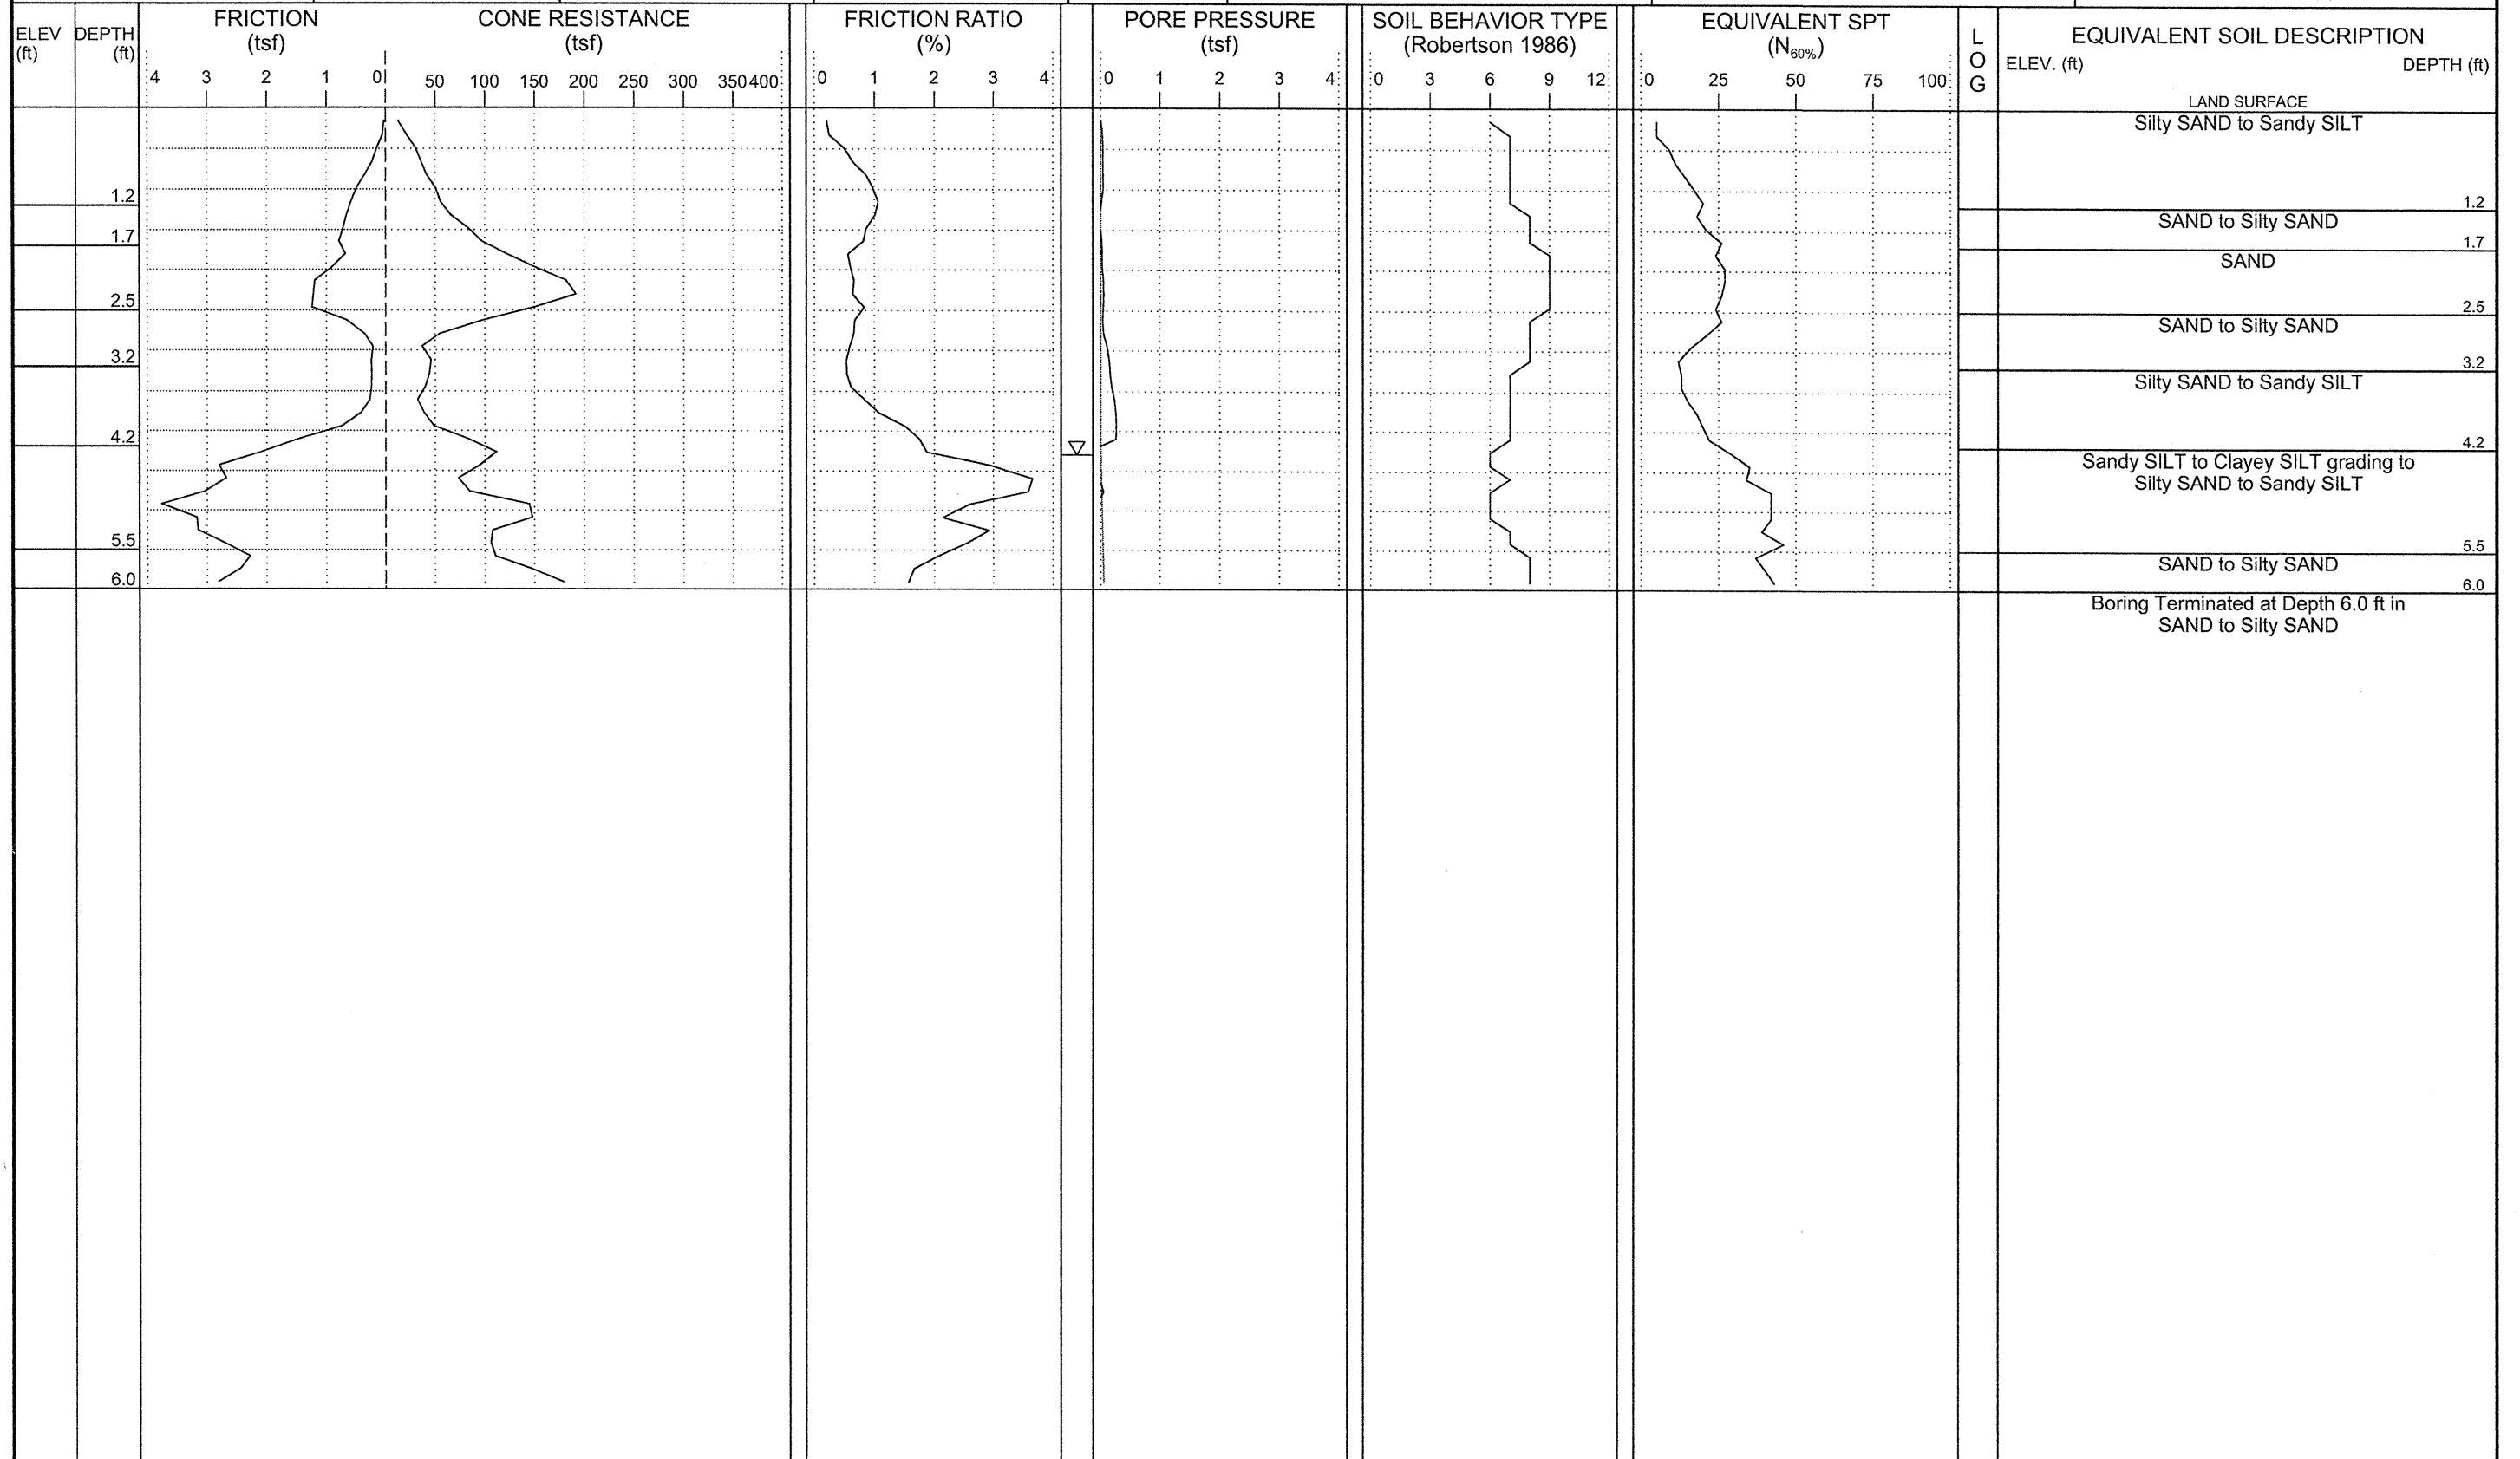 ELEV
(ft)
DEPTH
(ft)
FRICTION
(tsf)
4 3 2 1 0
CONE RESISTANCE
(tsf)
50 100 150 200 250 300 350 400
FRICTION RATIO
(%)
0 1 2 3 4
PORE PRESSURE
(tsf)
0 1 2 3 4
SOIL BEHAVIOR TYPE
(Robertson 1986)
0 3 6 9 12
EQUIVALENT SPT
(N60%)
0 25 50 75 100
L
O
G
EQUIVALENT SOIL DESCRIPTION
ELEV. (ft) DEPTH (ft)
1.2
1.7
2.5
3.2
4.2
5.5
6.0
LAND SURFACE
Silty SAND to Sandy SILT
1.2
SAND to Silty SAND
1.7
SAND
2.5
SAND to Silty SAND
3.2
Silty SAND to Sandy SILT
4.2
Sandy SILT to Clayey SILT grading to
Silty SAND to Sandy SILT
5.5
SAND to Silty SAND
6.0
Boring Terminated at Depth 6.0 ft in
SAND to Silty SAND